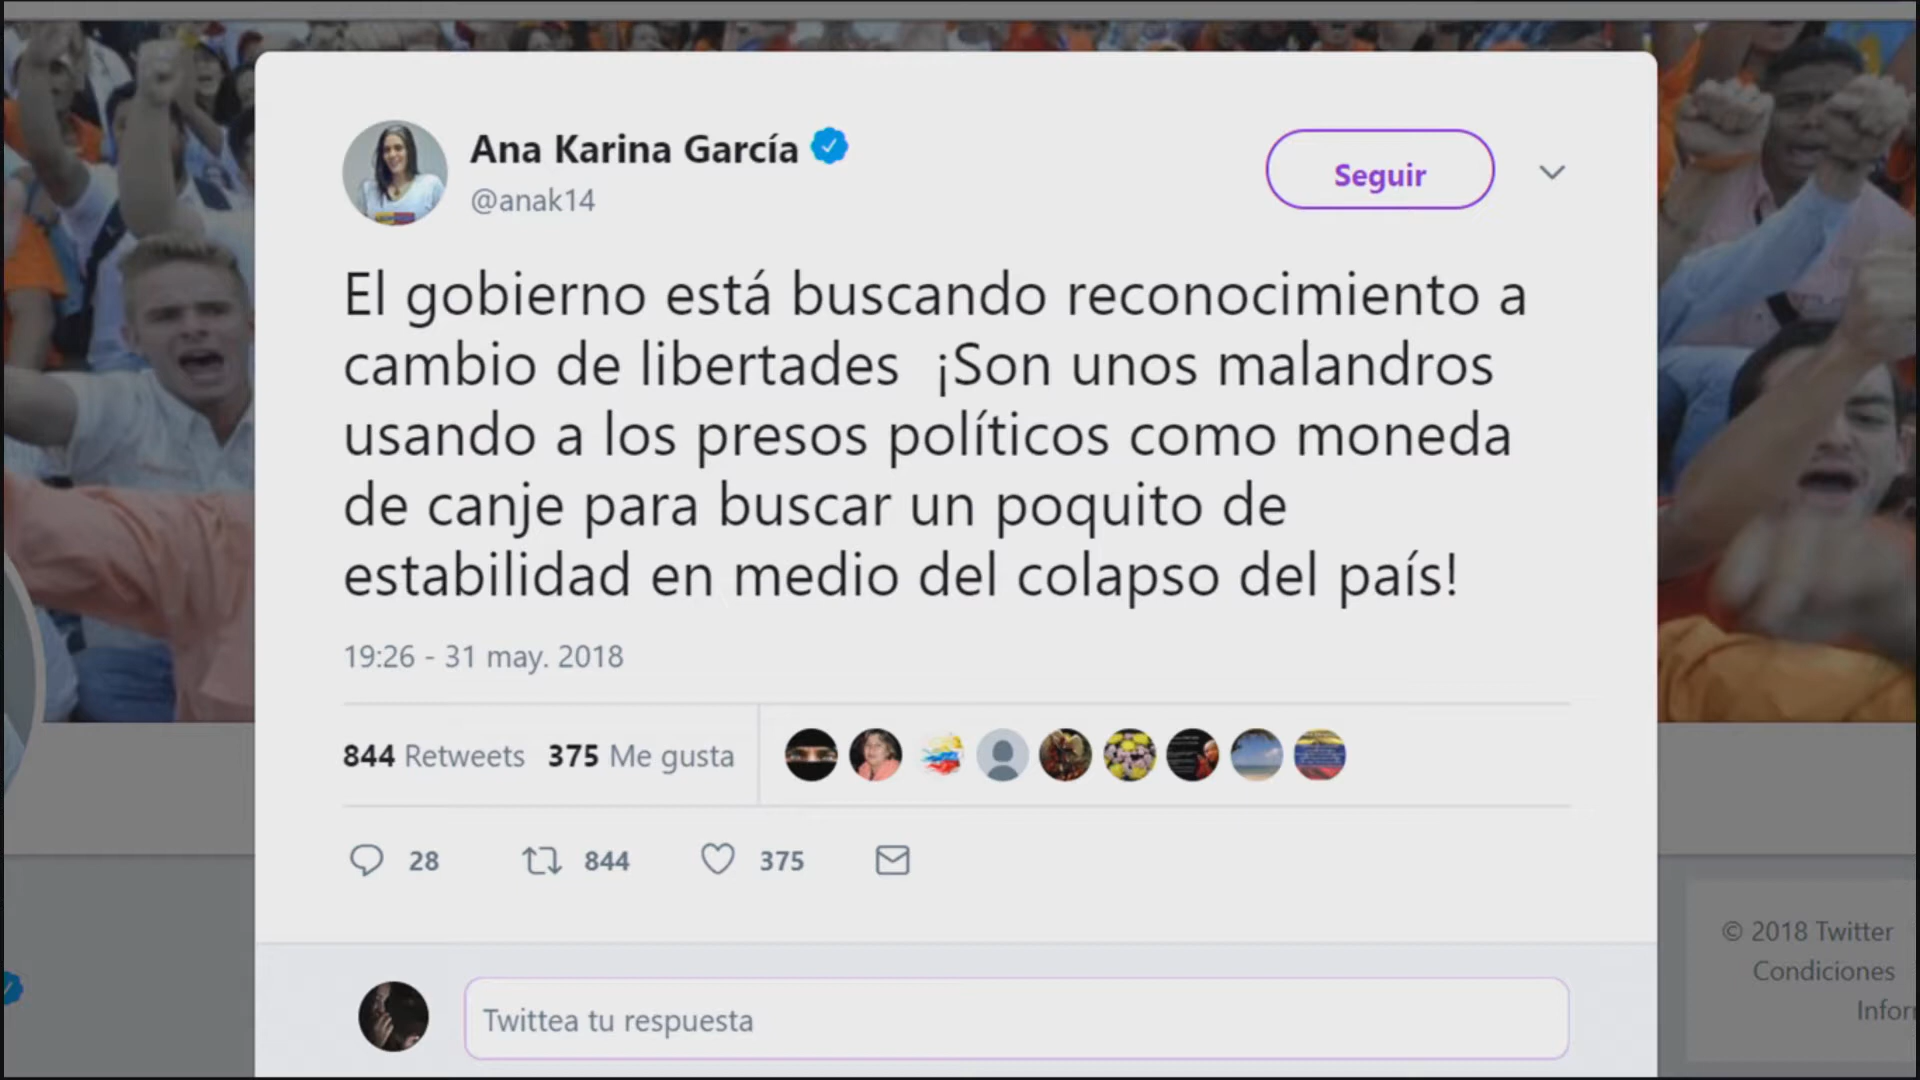 Ana Karina García
@anak14
Seguir
El gobierno está buscando reconocimiento a
cambio de libertades ¡Son unos malandros
usando a los presos políticos como moneda
de canje para buscar un poquito de
estabilidad en medio del colapso del país!
19:26 - 31 may. 2018
844 Retweets 375 Me gusta
28 844 375
Twittea tu respuesta
© 2018 Twitter
Condiciones
Infor